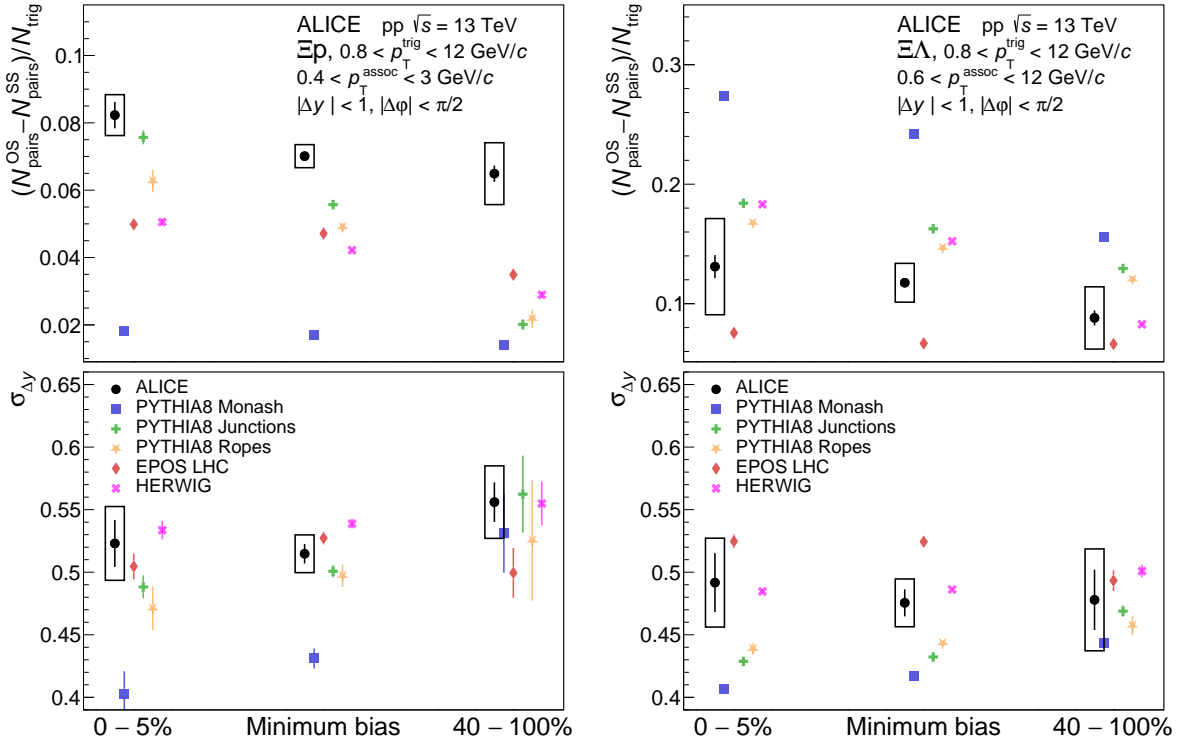 (N_pairs^OS − N_pairs^SS)/N_trig
0.1
0.08
0.06
0.04
0.02
ALICE pp √s = 13 TeV
Ξp, 0.8 < p_T^trig < 12 GeV/c
0.4 < p_T^assoc < 3 GeV/c
|Δy | < 1, |Δφ| < π/2
(N_pairs^OS − N_pairs^SS)/N_trig
0.3
0.2
0.1
ALICE pp √s = 13 TeV
ΞΛ, 0.8 < p_T^trig < 12 GeV/c
0.6 < p_T^assoc < 12 GeV/c
|Δy | < 1, |Δφ| < π/2
σ_Δy
0.65
0.6
0.55
0.5
0.45
0.4
ALICE
PYTHIA8 Monash
PYTHIA8 Junctions
PYTHIA8 Ropes
EPOS LHC
HERWIG
0 − 5% Minimum bias 40 − 100%
σ_Δy
0.65
0.6
0.55
0.5
0.45
0.4
ALICE
PYTHIA8 Monash
PYTHIA8 Junctions
PYTHIA8 Ropes
EPOS LHC
HERWIG
0 − 5% Minimum bias 40 − 100%